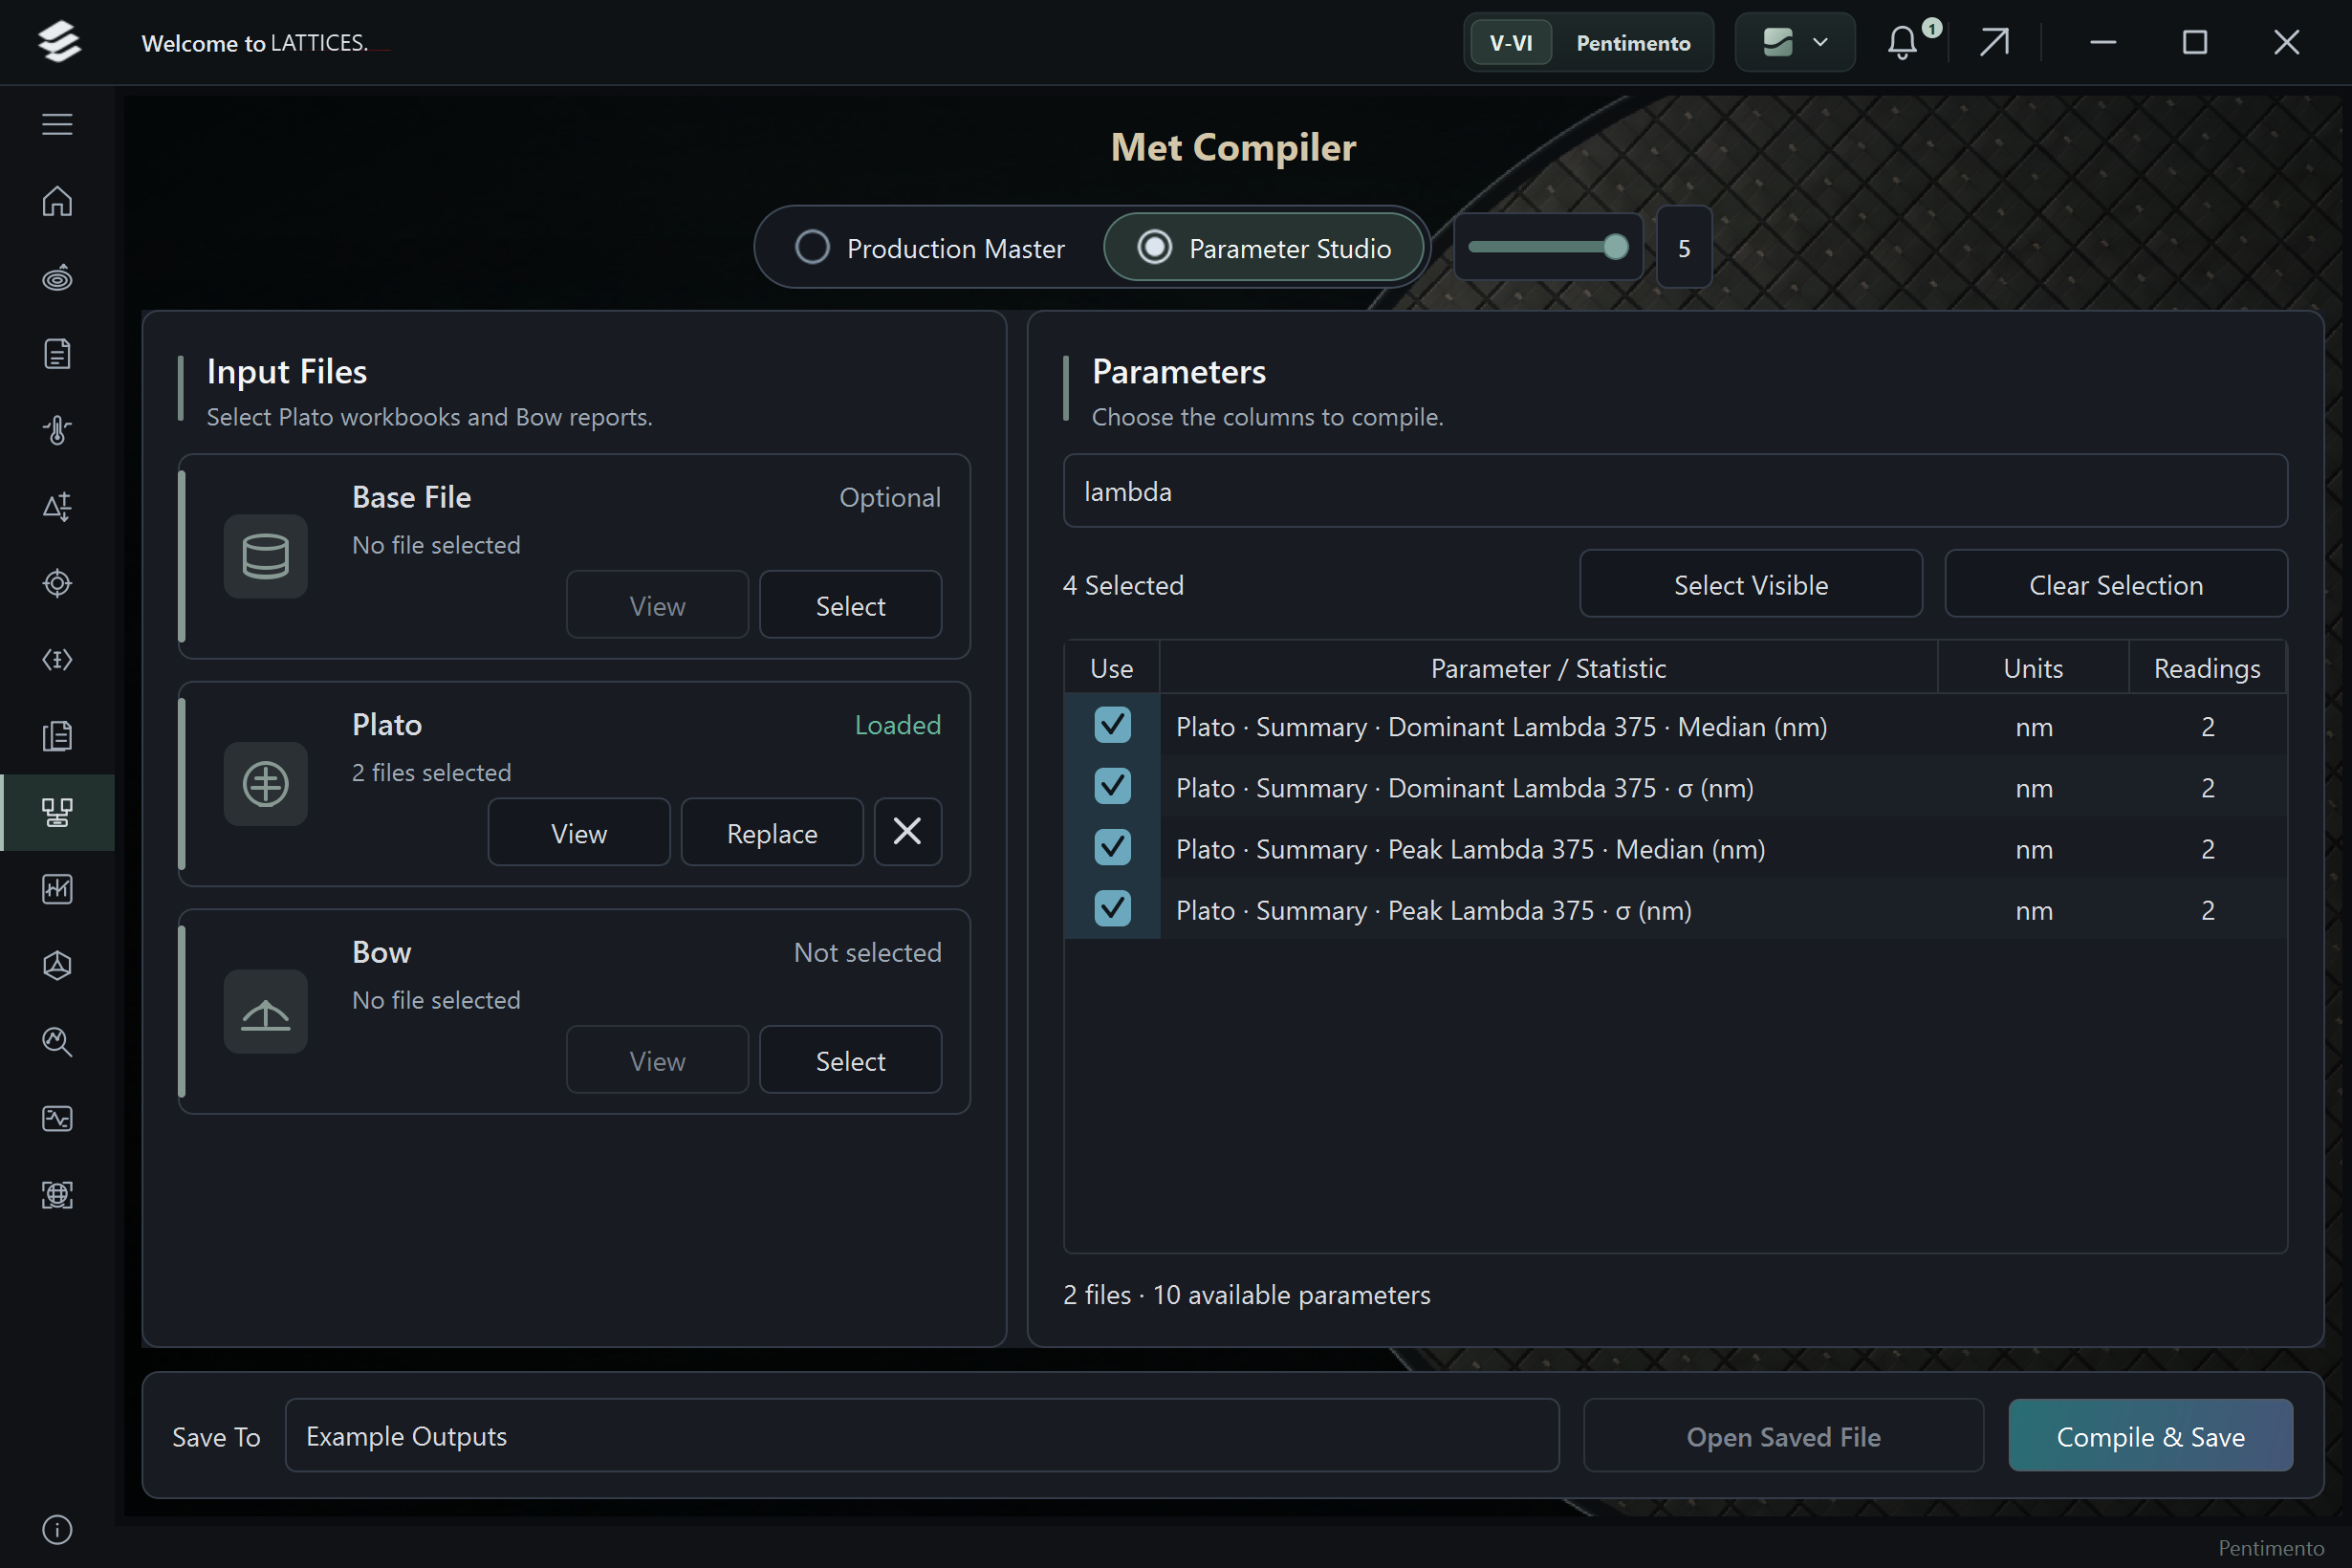 Welcome to LATTICES.
V-VI Pentimento
1
Met Compiler
Production Master
Parameter Studio
5
Input Files
Select Plato workbooks and Bow reports.
Base File
Optional
No file selected
View
Select
Plato
Loaded
2 files selected
View
Replace
Bow
Not selected
No file selected
View
Select
Parameters
Choose the columns to compile.
lambda
4 Selected
Select Visible
Clear Selection
Use Parameter / Statistic Units Readings
Plato · Summary · Dominant Lambda 375 · Median (nm) nm 2
Plato · Summary · Dominant Lambda 375 · σ (nm) nm 2
Plato · Summary · Peak Lambda 375 · Median (nm) nm 2
Plato · Summary · Peak Lambda 375 · σ (nm) nm 2
2 files · 10 available parameters
Save To
Example Outputs
Open Saved File
Compile & Save
Pentimento